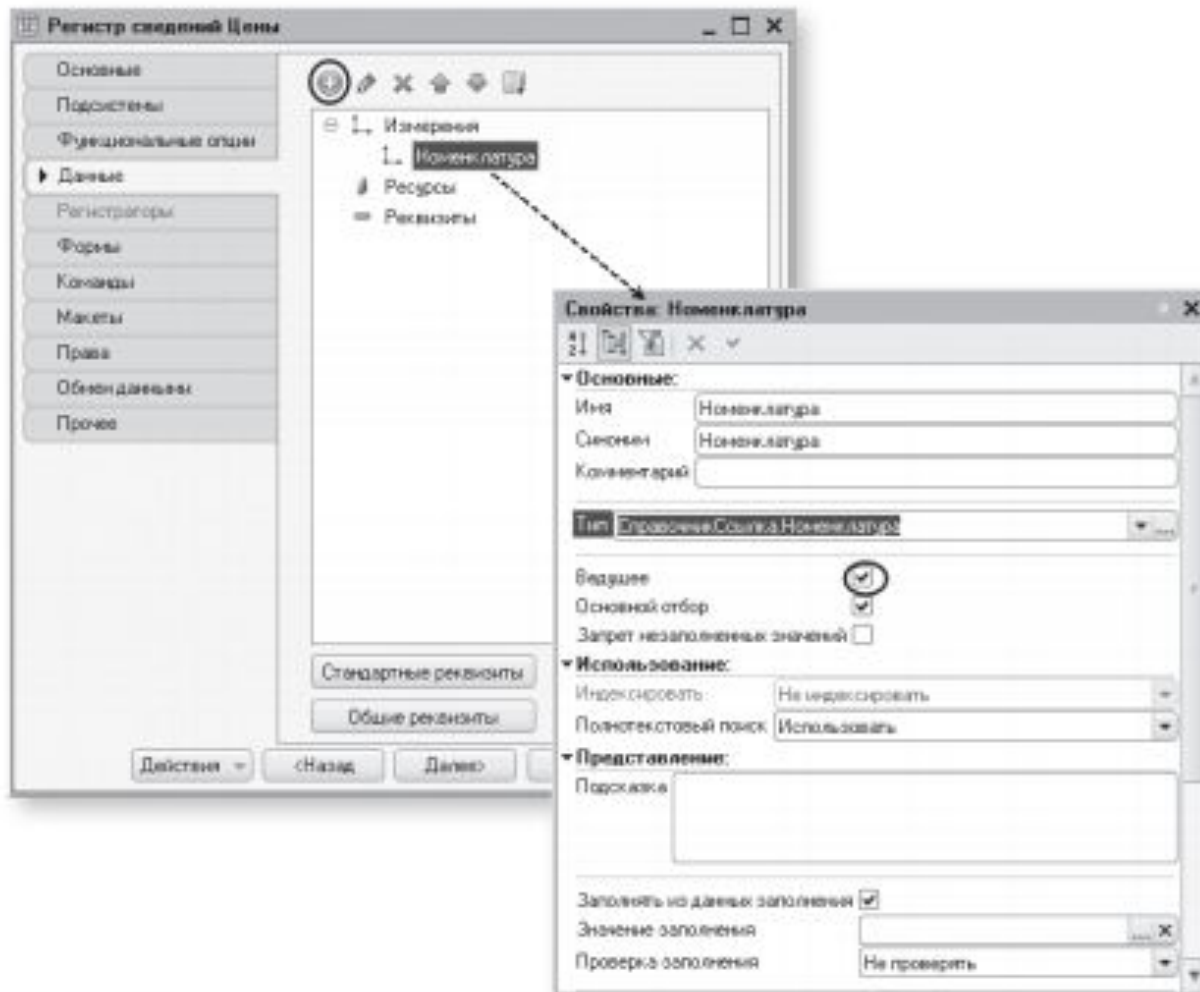 Регистр сведений Цены
Основные
Подсистемы
Функциональные опции
Данные
Регистраторы
Формы
Команды
Макеты
Права
Обмен данными
Прочее
Измерения
Номенклатура
Ресурсы
Реквизиты
Стандартные реквизиты
Общие реквизиты
Действия
<Назад
Далее>
Свойства: Номенклатура
Основные:
Имя Номенклатура
Синоним Номенклатура
Комментарий
Тип СправочникСсылка.Номенклатура
...
Ведущее
Основной отбор
Запрет незаполненных значений
Использование:
Индексировать Не индексировать
Полнотекстовый поиск Использовать
Представление:
Подсказка
Заполнять из данных заполнения
Значение заполнения
...
Проверка заполнения Не проверять